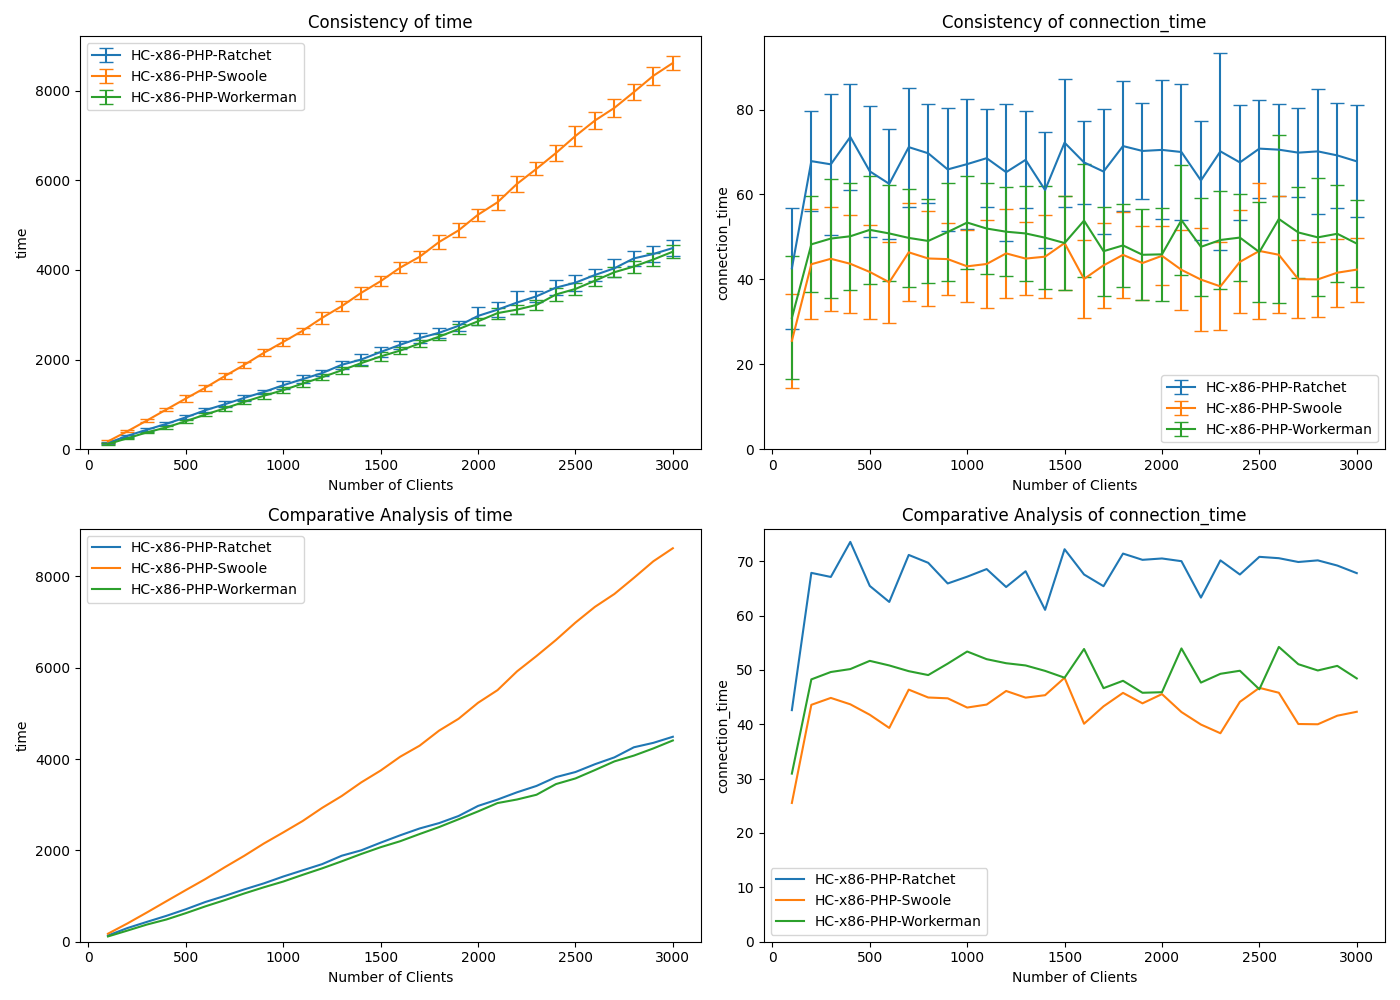 Consistency of time
HC-x86-PHP-Ratchet
HC-x86-PHP-Swoole
HC-x86-PHP-Workerman
8000
6000
4000
2000
0
time
0 500 1000 1500 2000 2500 3000
Number of Clients
Consistency of connection_time
80
60
40
20
0
connection_time
HC-x86-PHP-Ratchet
HC-x86-PHP-Swoole
HC-x86-PHP-Workerman
0 500 1000 1500 2000 2500 3000
Number of Clients
Comparative Analysis of time
HC-x86-PHP-Ratchet
HC-x86-PHP-Swoole
HC-x86-PHP-Workerman
8000
6000
4000
2000
0
time
0 500 1000 1500 2000 2500 3000
Number of Clients
Comparative Analysis of connection_time
70
60
50
40
30
20
10
0
connection_time
HC-x86-PHP-Ratchet
HC-x86-PHP-Swoole
HC-x86-PHP-Workerman
0 500 1000 1500 2000 2500 3000
Number of Clients